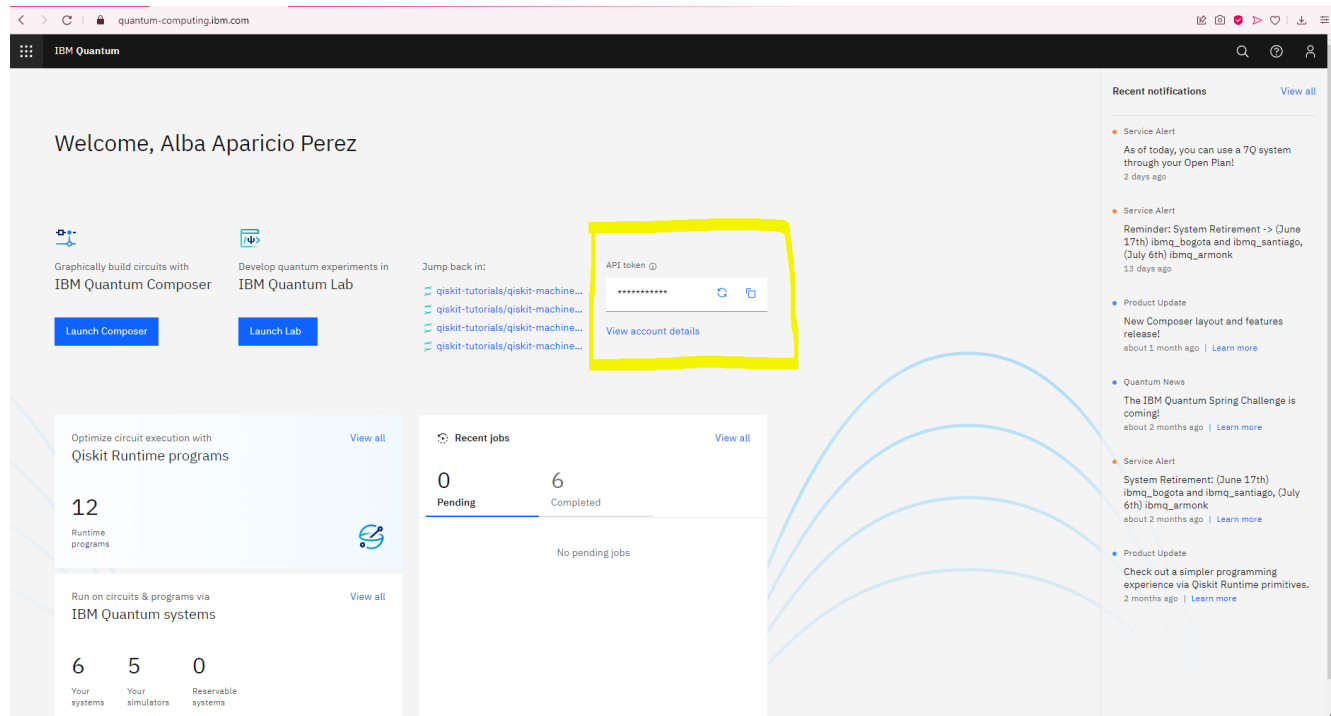 quantum-computing.ibm.com
IBM Quantum
Welcome, Alba Aparicio Perez
Graphically build circuits with
IBM Quantum Composer
Launch Composer
Develop quantum experiments in
IBM Quantum Lab
Launch Lab
Jump back in:
qiskit-tutorials/qiskit-machine...
qiskit-tutorials/qiskit-machine...
qiskit-tutorials/qiskit-machine...
qiskit-tutorials/qiskit-machine...
API token
***********
View account details
Optimize circuit execution with
View all
Qiskit Runtime programs
12
Runtime
programs
Run on circuits & programs via
View all
IBM Quantum systems
6
Your
systems
5
Your
simulators
0
Reservable
systems
Recent jobs
View all
0
Pending
6
Completed
No pending jobs
Recent notifications
View all
Service Alert
As of today, you can use a 7Q system
through your Open Plan!
2 days ago
Service Alert
Reminder: System Retirement -> (June
17th) ibmq_bogota and ibmq_santiago,
(July 6th) ibmq_armonk
13 days ago
Product Update
New Composer layout and features
release!
about 1 month ago | Learn more
Quantum News
The IBM Quantum Spring Challenge is
coming!
about 2 months ago | Learn more
Service Alert
System Retirement: (June 17th)
ibmq_bogota and ibmq_santiago, (July
6th) ibmq_armonk
about 2 months ago | Learn more
Product Update
Check out a simpler programming
experience via Qiskit Runtime primitives.
2 months ago | Learn more